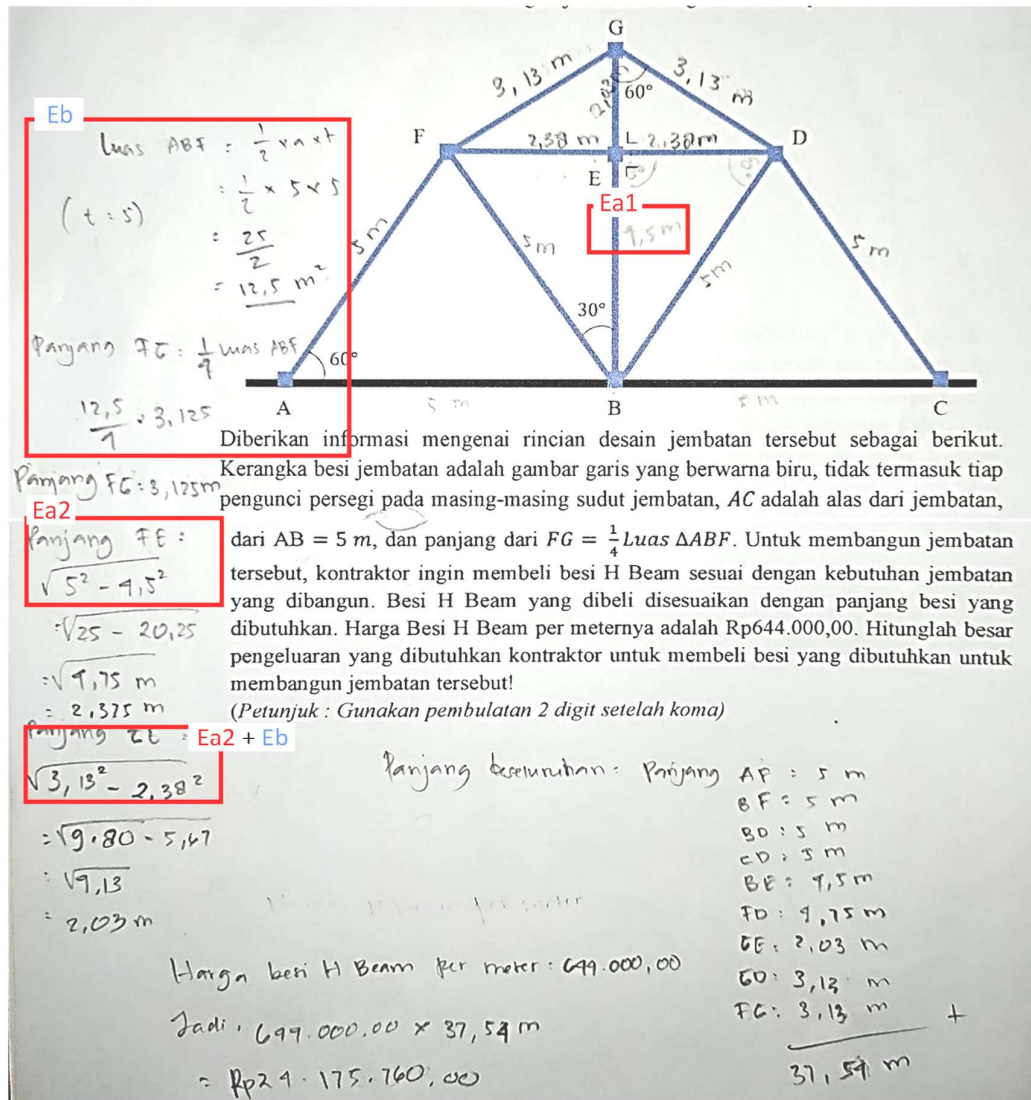 G
3,13 m
3,13 m
60°
2,03 m
Eb
F
2,38 m
2,38 m
D
Luas ABF = 1/2 x a x t
= 1/2 x 5 x 5
(t = 5)
= 25/2
= 12,5 m²
E
Ea1
4,5 m
5 m
5 m
5 m
5 m
30°
Panjang FG = 1/4 Luas ABF
60°
12,5/4 = 3,125
A
5 m
B
5 m
C
Diberikan informasi mengenai rincian desain jembatan tersebut sebagai berikut.
Kerangka besi jembatan adalah gambar garis yang berwarna biru, tidak termasuk tiap
Panjang FG = 3,125 m
pengunci persegi pada masing-masing sudut jembatan, AC adalah alas dari jembatan,
Ea2
dari AB = 5 m, dan panjang dari FG = 1/4 Luas ΔABF. Untuk membangun jembatan
tersebut, kontraktor ingin membeli besi H Beam sesuai dengan kebutuhan jembatan
yang dibangun. Besi H Beam yang dibeli disesuaikan dengan panjang besi yang
dibutuhkan. Harga Besi H Beam per meternya adalah Rp644.000,00. Hitunglah besar
pengeluaran yang dibutuhkan kontraktor untuk membeli besi yang dibutuhkan untuk
membangun jembatan tersebut!
(Petunjuk : Gunakan pembulatan 2 digit setelah koma)
Panjang FE =
√5² - 4,5²
= √25 - 20,25
= √4,75 m
= 2,375 m
Panjang GE =
Ea2 + Eb
√3,13² - 2,38²
= √9.80 - 5,67
= √4,13
= 2,03 m
Panjang keseluruhan = Panjang AF = 5 m
BF = 5 m
BD = 5 m
CD = 5 m
BE = 4,5 m
FD = 4,75 m
GE = 2,03 m
GD = 3,13 m
FG = 3,13 m +
37,54 m
Harga besi H Beam per meter = 644.000,00
Jadi, 644.000.00 x 37,54 m
= Rp24.175.760,00